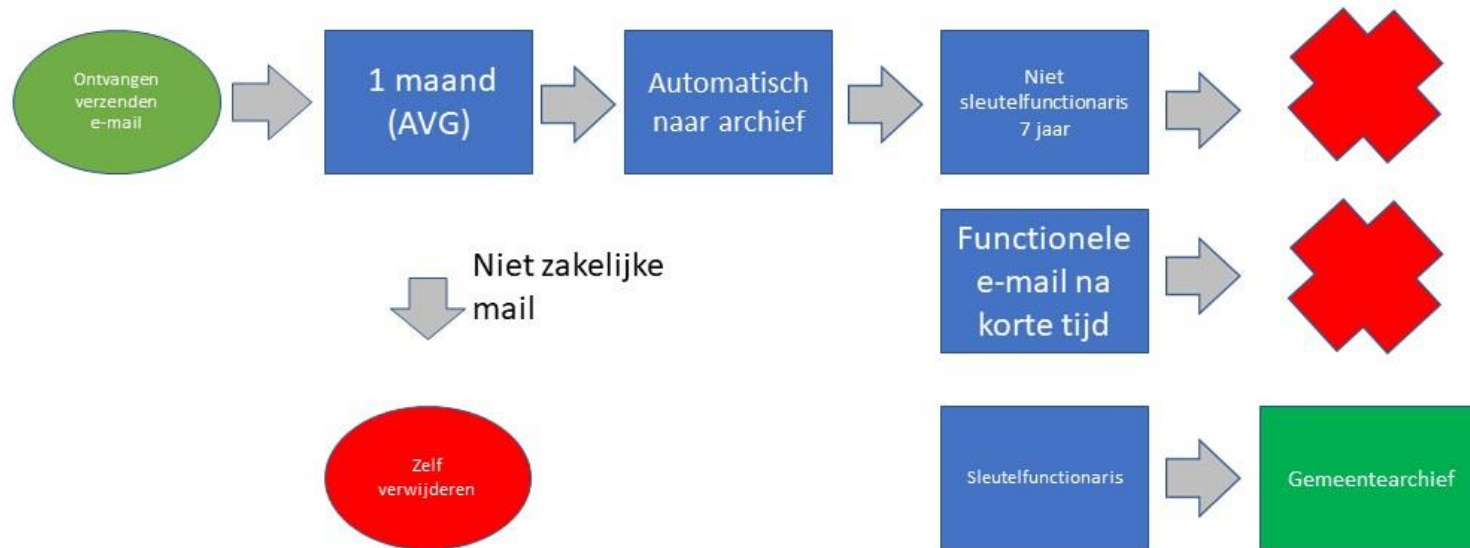 Ontvangen
verzenden
e-mail
1 maand
(AVG)
Automatisch
naar archief
Niet
sleutelfunctionaris
7 jaar
Niet zakelijke
mail
Functionele
e-mail na
korte tijd
Zelf
verwijderen
Sleutelfunctionaris
Gemeentearchief